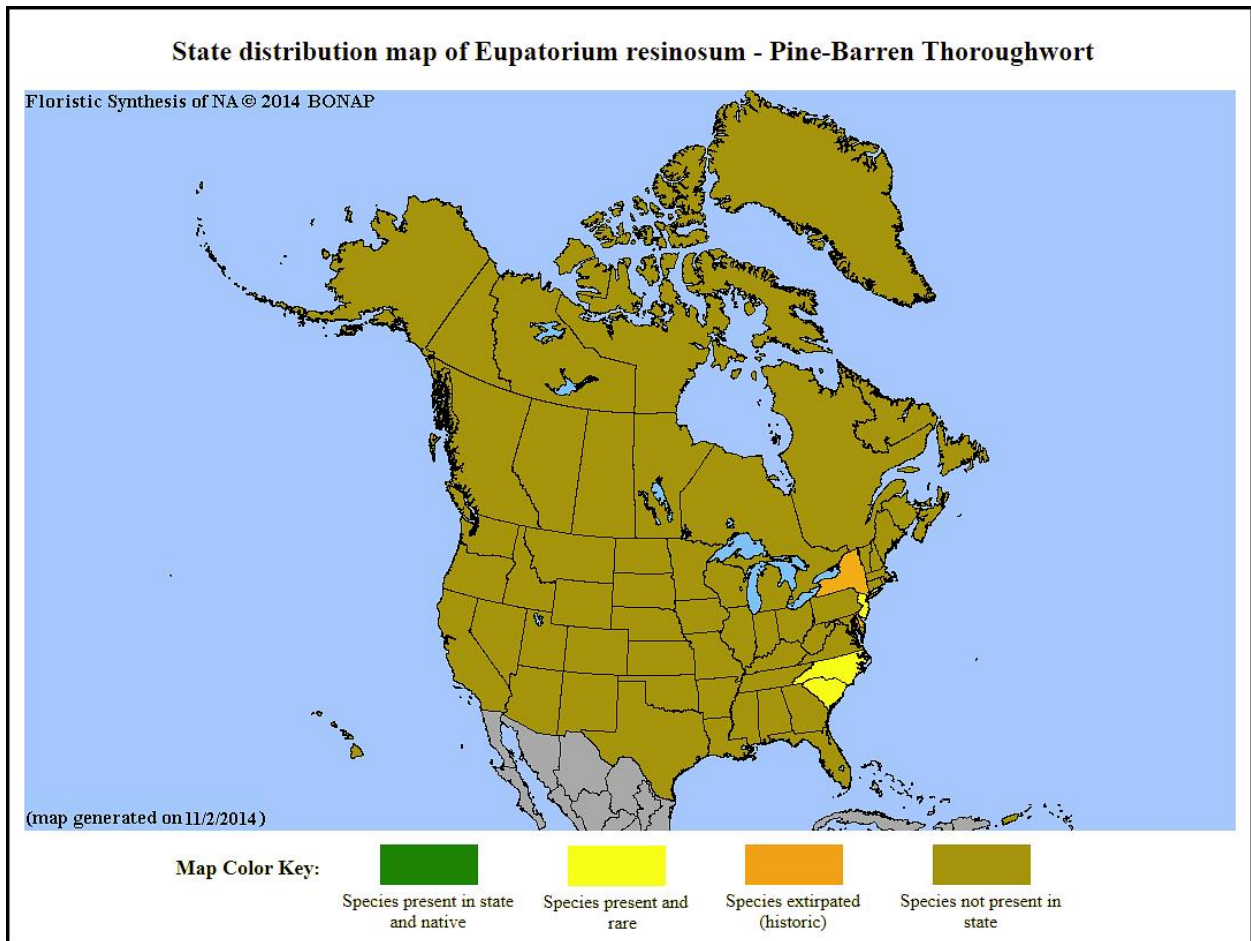 State distribution map of Eupatorium resinosum - Pine-Barren Thoroughwort
Floristic Synthesis of NA © 2014 BONAP
(map generated on 11/2/2014)
Map Color Key:
Species present in state
and native
Species present and
rare
Species extirpated
(historic)
Species not present in
state